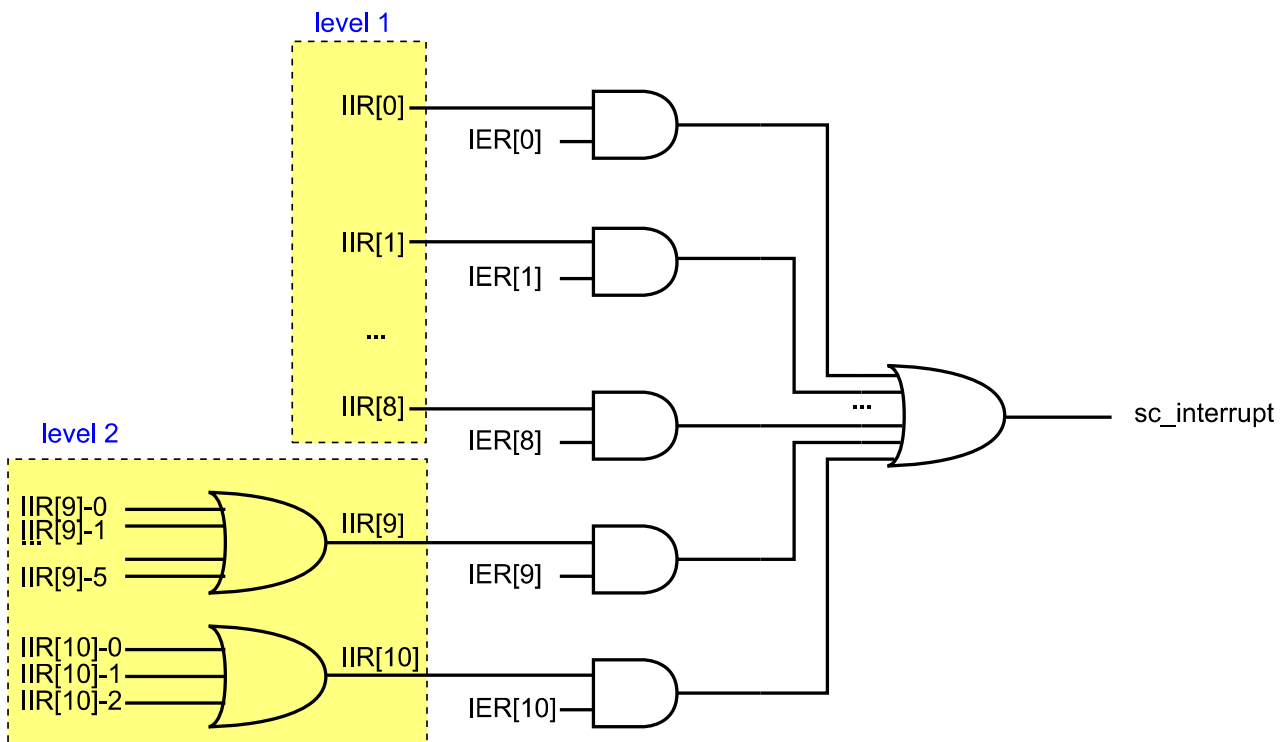 level 1
IIR[0]
IER[0]
IIR[1]
IER[1]
...
IIR[8]
IER[8]
...
sc_interrupt
level 2
IIR[9]-0
IIR[9]-1
...
IIR[9]-5
IIR[9]
IER[9]
IIR[10]-0
IIR[10]-1
IIR[10]-2
IIR[10]
IER[10]